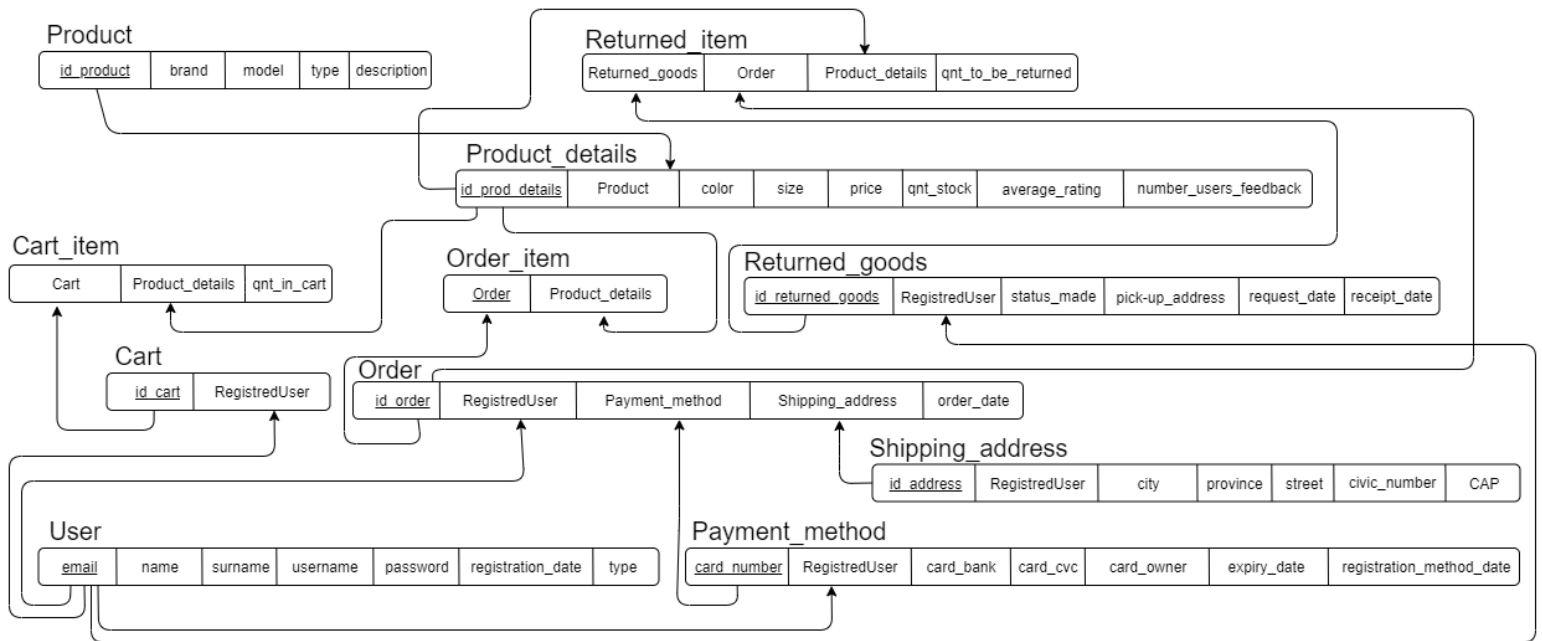 Product
id_product brand model type description
Returned_item
Returned_goods Order Product_details qnt_to_be_returned
Product_details
id_prod_details Product color size price qnt_stock average_rating number_users_feedback
Cart_item
Cart Product_details qnt_in_cart
Order_item
Order Product_details
Returned_goods
id_returned_goods RegistredUser status_made pick-up_address request_date receipt_date
Cart
id_cart RegistredUser
Order
id_order RegistredUser Payment_method Shipping_address order_date
Shipping_address
id_address RegistredUser city province street civic_number CAP
User
email name surname username password registration_date type
Payment_method
card_number RegistredUser card_bank card_cvc card_owner expiry_date registration_method_date